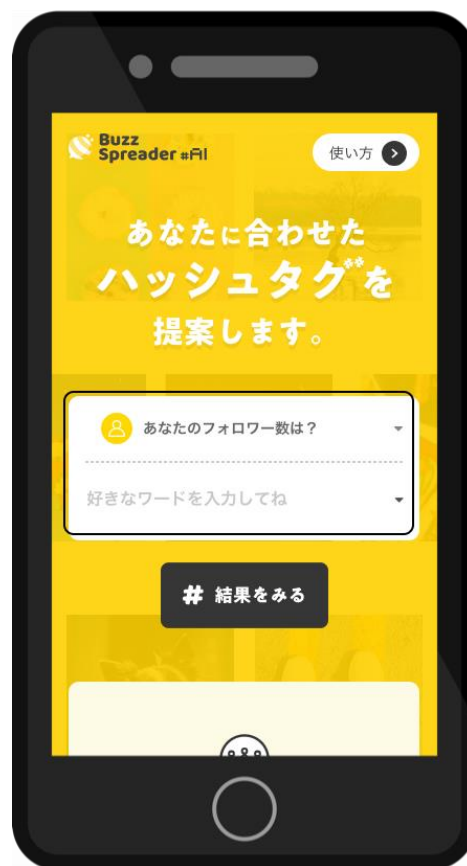 Buzz
Spreader #AI
使い方
あなたに合わせた
ハッシュタグを
提案します。
あなたのフォロワー数は？
好きなワードを入力してね
# 結果をみる